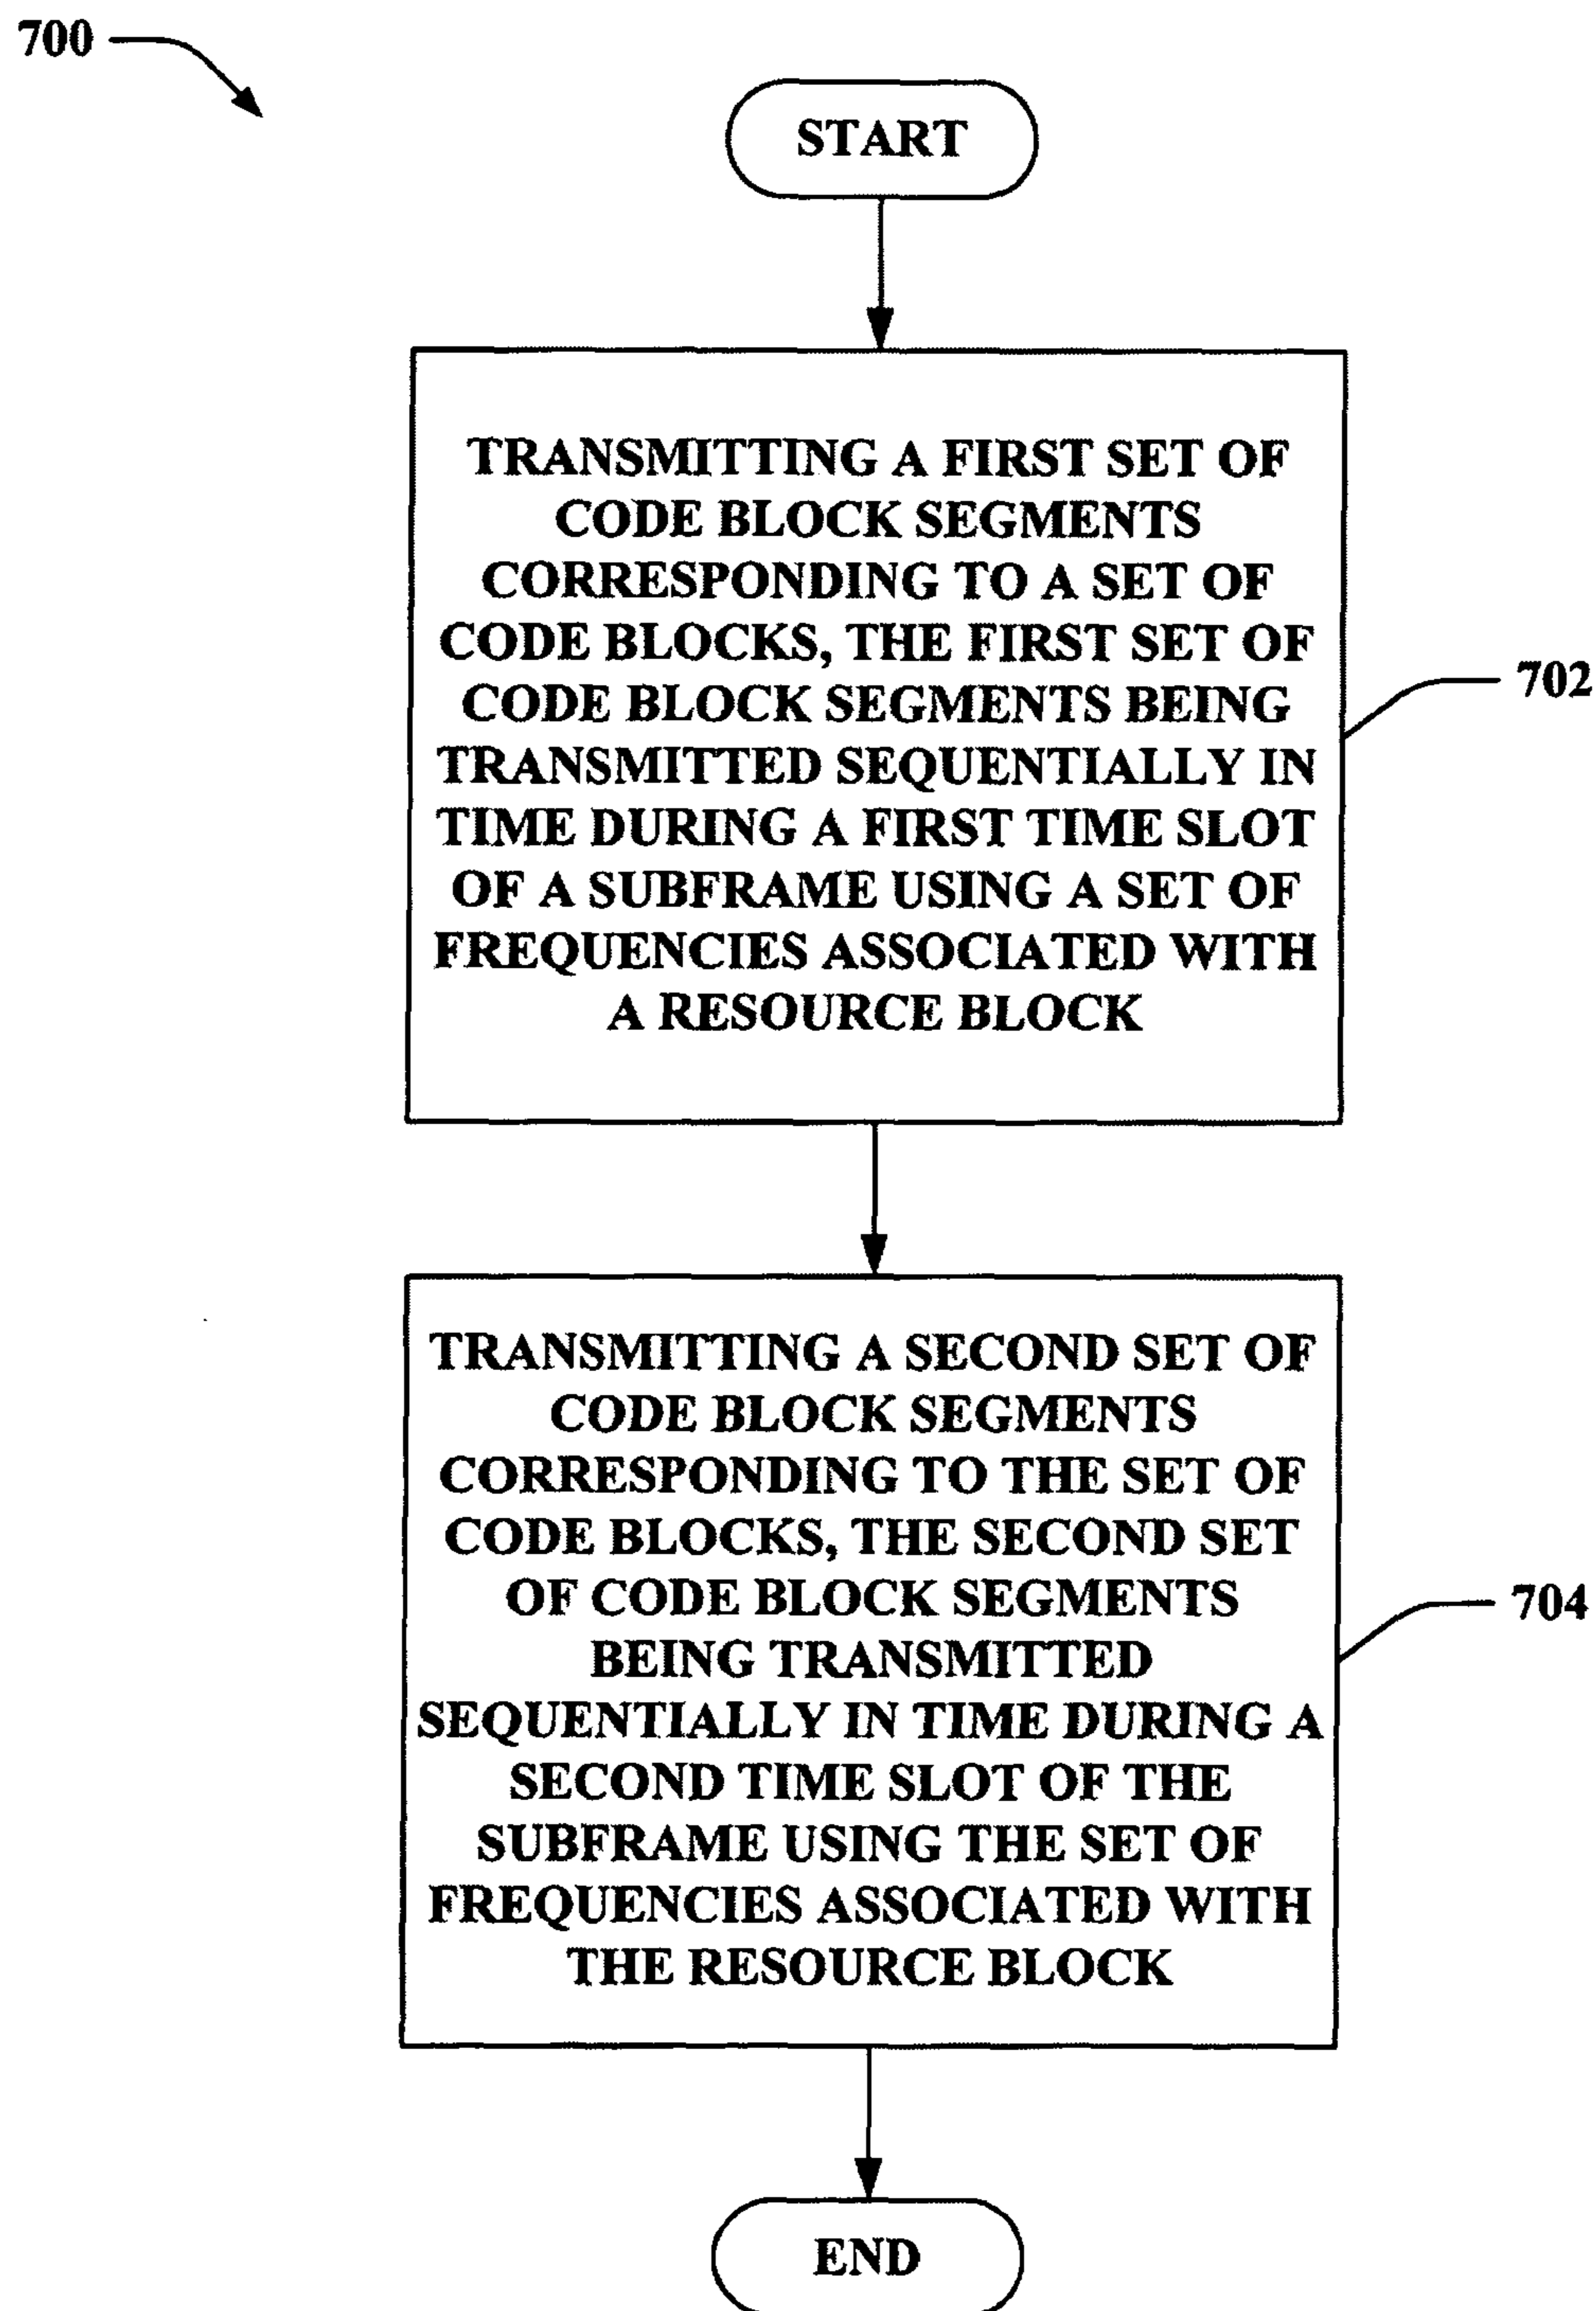 700
START
TRANSMITTING A FIRST SET OF
CODE BLOCK SEGMENTS
CORRESPONDING TO A SET OF
CODE BLOCKS, THE FIRST SET OF
CODE BLOCK SEGMENTS BEING
TRANSMITTED SEQUENTIALLY IN
TIME DURING A FIRST TIME SLOT
OF A SUBFRAME USING A SET OF
FREQUENCIES ASSOCIATED WITH
A RESOURCE BLOCK
702
TRANSMITTING A SECOND SET OF
CODE BLOCK SEGMENTS
CORRESPONDING TO THE SET OF
CODE BLOCKS, THE SECOND SET
OF CODE BLOCK SEGMENTS
BEING TRANSMITTED
SEQUENTIALLY IN TIME DURING A
SECOND TIME SLOT OF THE
SUBFRAME USING THE SET OF
FREQUENCIES ASSOCIATED WITH
THE RESOURCE BLOCK
704
END